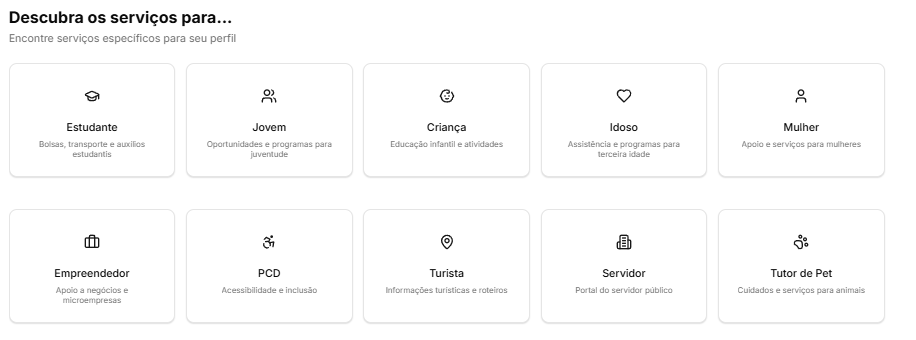 Descubra os serviços para...
Encontre serviços específicos para seu perfil
Estudante
Bolsas, transporte e auxílios
estudantis
Jovem
Oportunidades e programas para
juventude
Criança
Educação infantil e atividades
Idoso
Assistência e programas para
terceira idade
Mulher
Apoio e serviços para mulheres
Empreendedor
Apoio a negócios e
microempresas
PCD
Acessibilidade e inclusão
Turista
Informações turísticas e roteiros
Servidor
Portal do servidor público
Tutor de Pet
Cuidados e serviços para animais